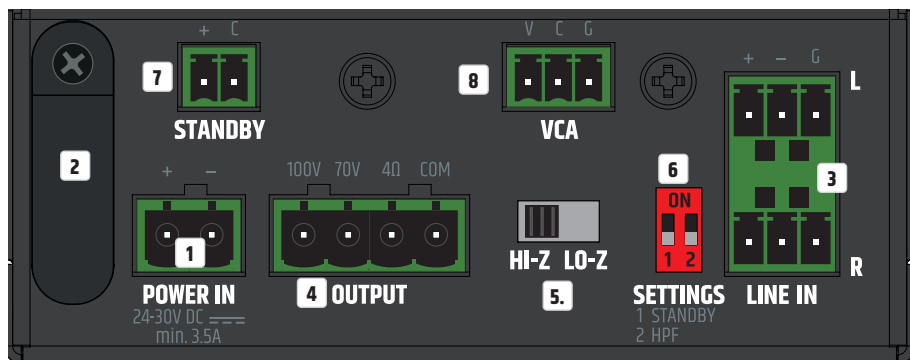 + C
7
STANDBY
V C G
8
VCA
+ – G
L
3
R
LINE IN
2
+ –
1
POWER IN
24-30V DC
min. 3.5A
100V 70V 4Ω COM
4 OUTPUT
HI-Z LO-Z
5.
6
ON
1 2
SETTINGS
1 STANDBY
2 HPF